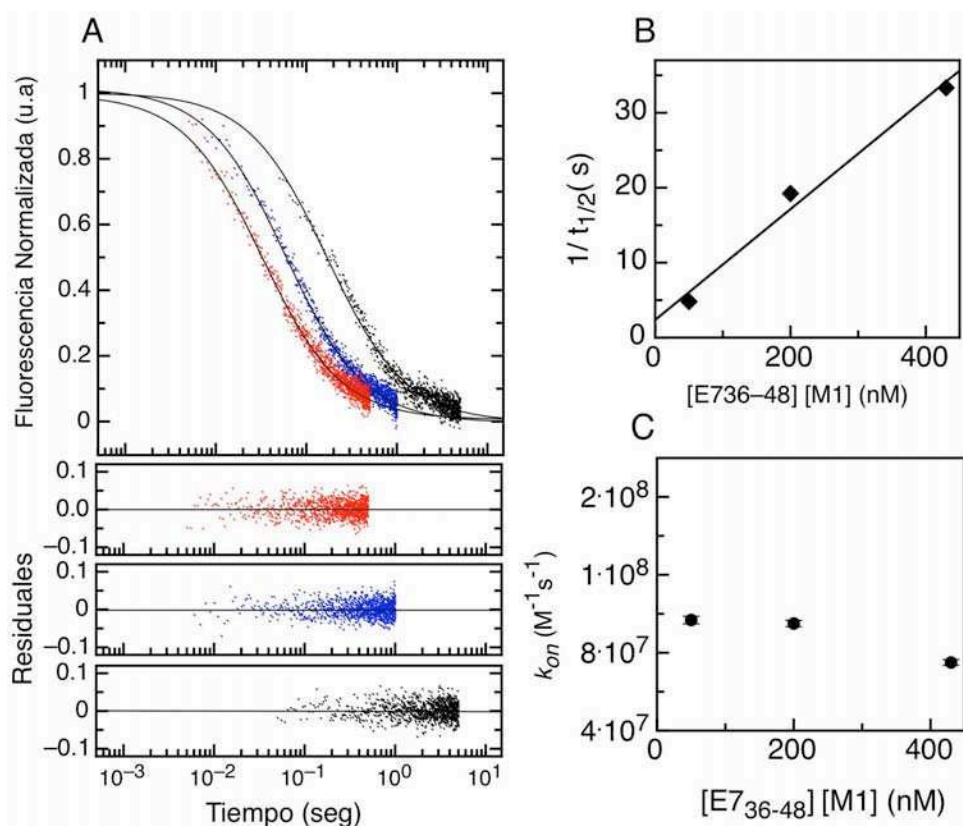 A
Fluorescencia Normalizada (u.a)
1
0.8
0.6
0.4
0.2
0
Residuales
0.1
0.0
−0.1
0.1
0
−0.1
0.1
0
−0.1
10⁻³ 10⁻² 10⁻¹ 10⁰ 10¹
Tiempo (seg)
B
1/ t1/2( s)
30
20
10
0
0 200 400
[E736–48] [M1] (nM)
C
kon (M⁻¹s⁻¹)
2·10⁸
1·10⁸
8·10⁷
4·10⁷
0 200 400
[E736-48] [M1] (nM)